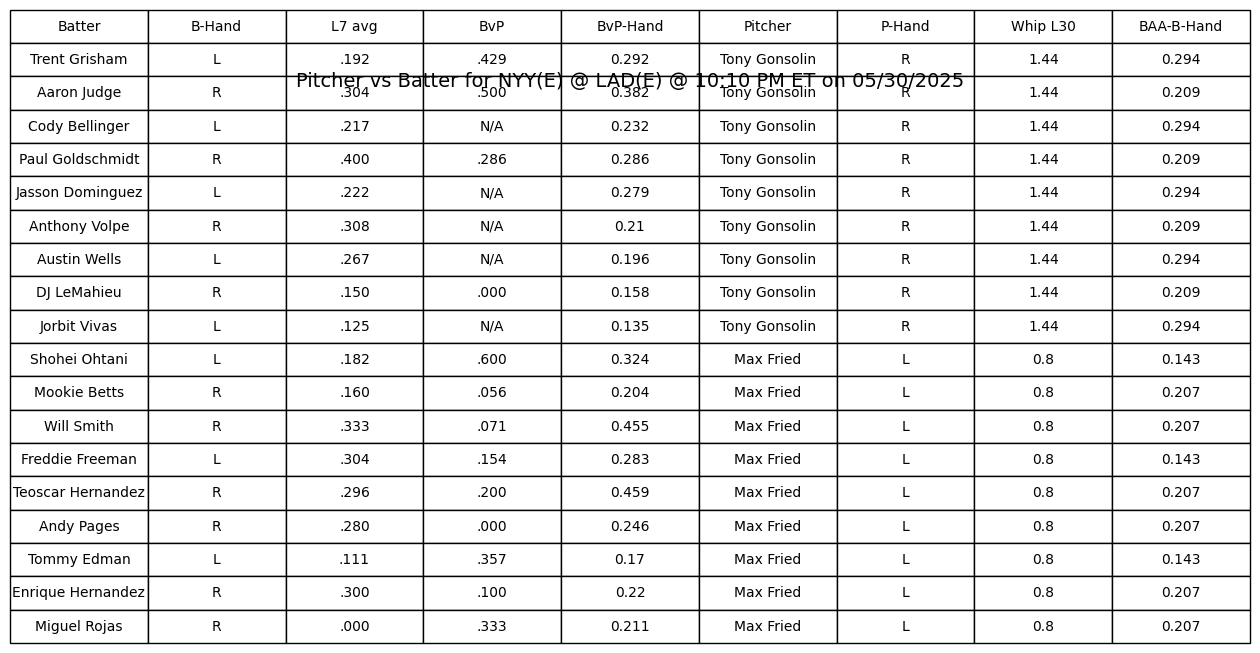 Batter B-Hand L7 avg BvP BvP-Hand Pitcher P-Hand Whip L30 BAA-B-Hand
Trent Grisham L .192 .429 0.292 Tony Gonsolin R 1.44 0.294
Pitcher vs Batter for NYY(E) @ LAD(E) @ 10:10 PM ET on 05/30/2025
Aaron Judge R .304 .500 0.382 Tony Gonsolin R 1.44 0.209
Cody Bellinger L .217 N/A 0.232 Tony Gonsolin R 1.44 0.294
Paul Goldschmidt R .400 .286 0.286 Tony Gonsolin R 1.44 0.209
Jasson Dominguez L .222 N/A 0.279 Tony Gonsolin R 1.44 0.294
Anthony Volpe R .308 N/A 0.21 Tony Gonsolin R 1.44 0.209
Austin Wells L .267 N/A 0.196 Tony Gonsolin R 1.44 0.294
DJ LeMahieu R .150 .000 0.158 Tony Gonsolin R 1.44 0.209
Jorbit Vivas L .125 N/A 0.135 Tony Gonsolin R 1.44 0.294
Shohei Ohtani L .182 .600 0.324 Max Fried L 0.8 0.143
Mookie Betts R .160 .056 0.204 Max Fried L 0.8 0.207
Will Smith R .333 .071 0.455 Max Fried L 0.8 0.207
Freddie Freeman L .304 .154 0.283 Max Fried L 0.8 0.143
Teoscar Hernandez R .296 .200 0.459 Max Fried L 0.8 0.207
Andy Pages R .280 .000 0.246 Max Fried L 0.8 0.207
Tommy Edman L .111 .357 0.17 Max Fried L 0.8 0.143
Enrique Hernandez R .300 .100 0.22 Max Fried L 0.8 0.207
Miguel Rojas R .000 .333 0.211 Max Fried L 0.8 0.207